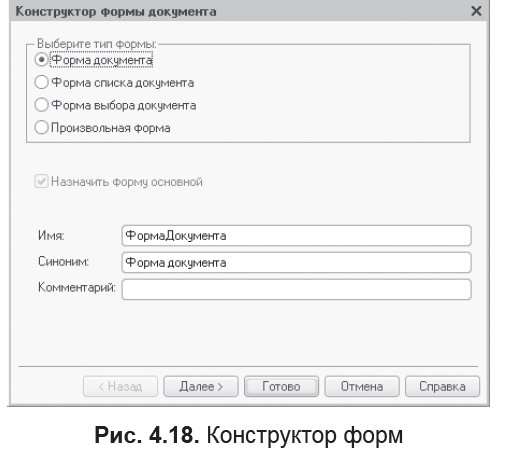 Конструктор формы документа
Выберите тип формы:
Форма документа
Форма списка документа
Форма выбора документа
Произвольная форма
Назначить форму основной
Имя: ФормаДокумента
Синоним: Форма документа
Комментарий:
< Назад Далее > Готово Отмена Справка
Рис. 4.18. Конструктор форм